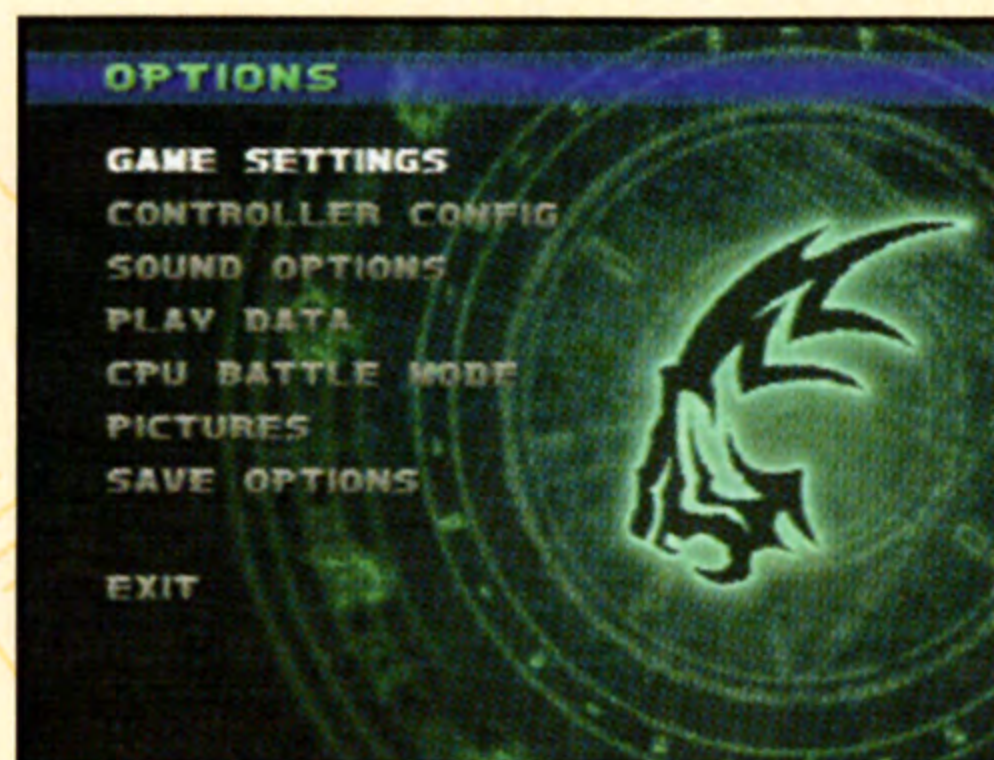 OPTIONS
GAME SETTINGS
CONTROLLER CONFIG
SOUND OPTIONS
PLAY DATA
CPU BATTLE MODE
PICTURES
SAVE OPTIONS
EXIT